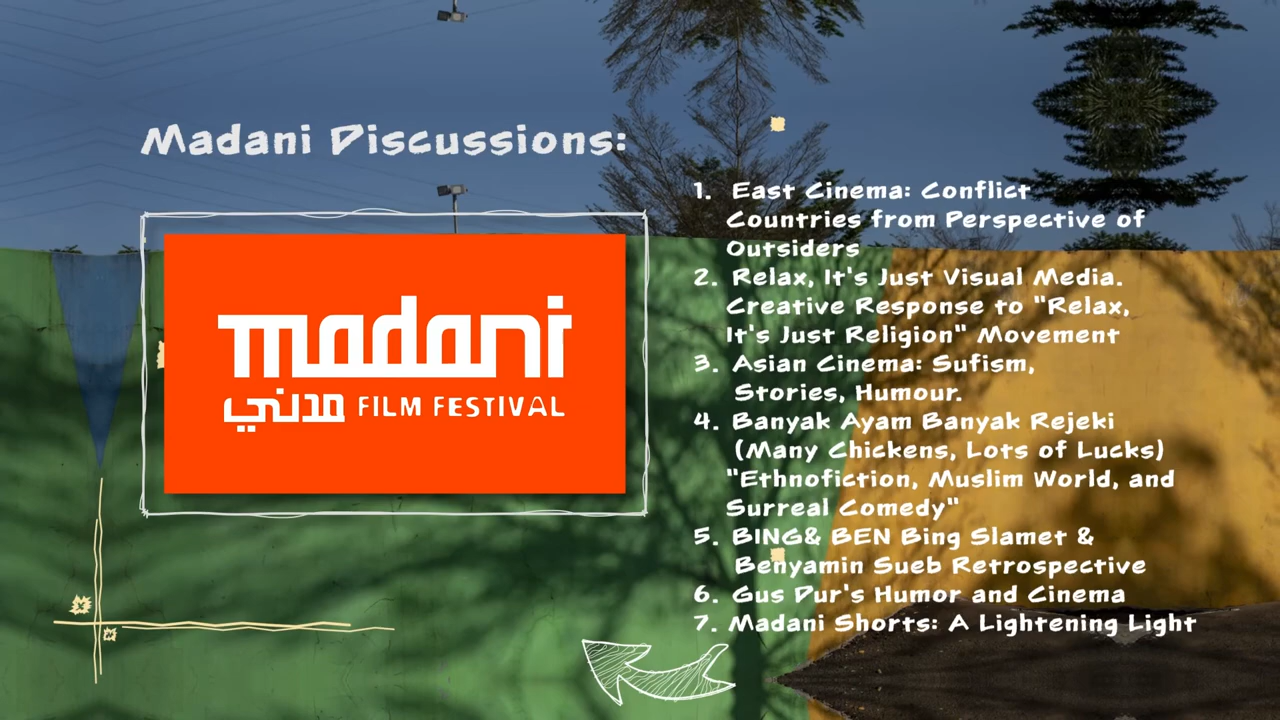 Madani Discussions:
madani
مدني FILM FESTIVAL
1. East Cinema: Conflict
Countries from Perspective of
Outsiders
2. Relax, It's Just Visual Media.
Creative Response to "Relax,
It's Just Religion" Movement
3. Asian Cinema: Sufism,
Stories, Humour.
4. Banyak Ayam Banyak Rejeki
(Many Chickens, Lots of Lucks)
"Ethnofiction, Muslim World, and
Surreal Comedy"
5. BING& BEN Bing Slamet &
Benyamin Sueb Retrospective
6. Gus Dur's Humor and Cinema
7. Madani Shorts: A Lightening Light